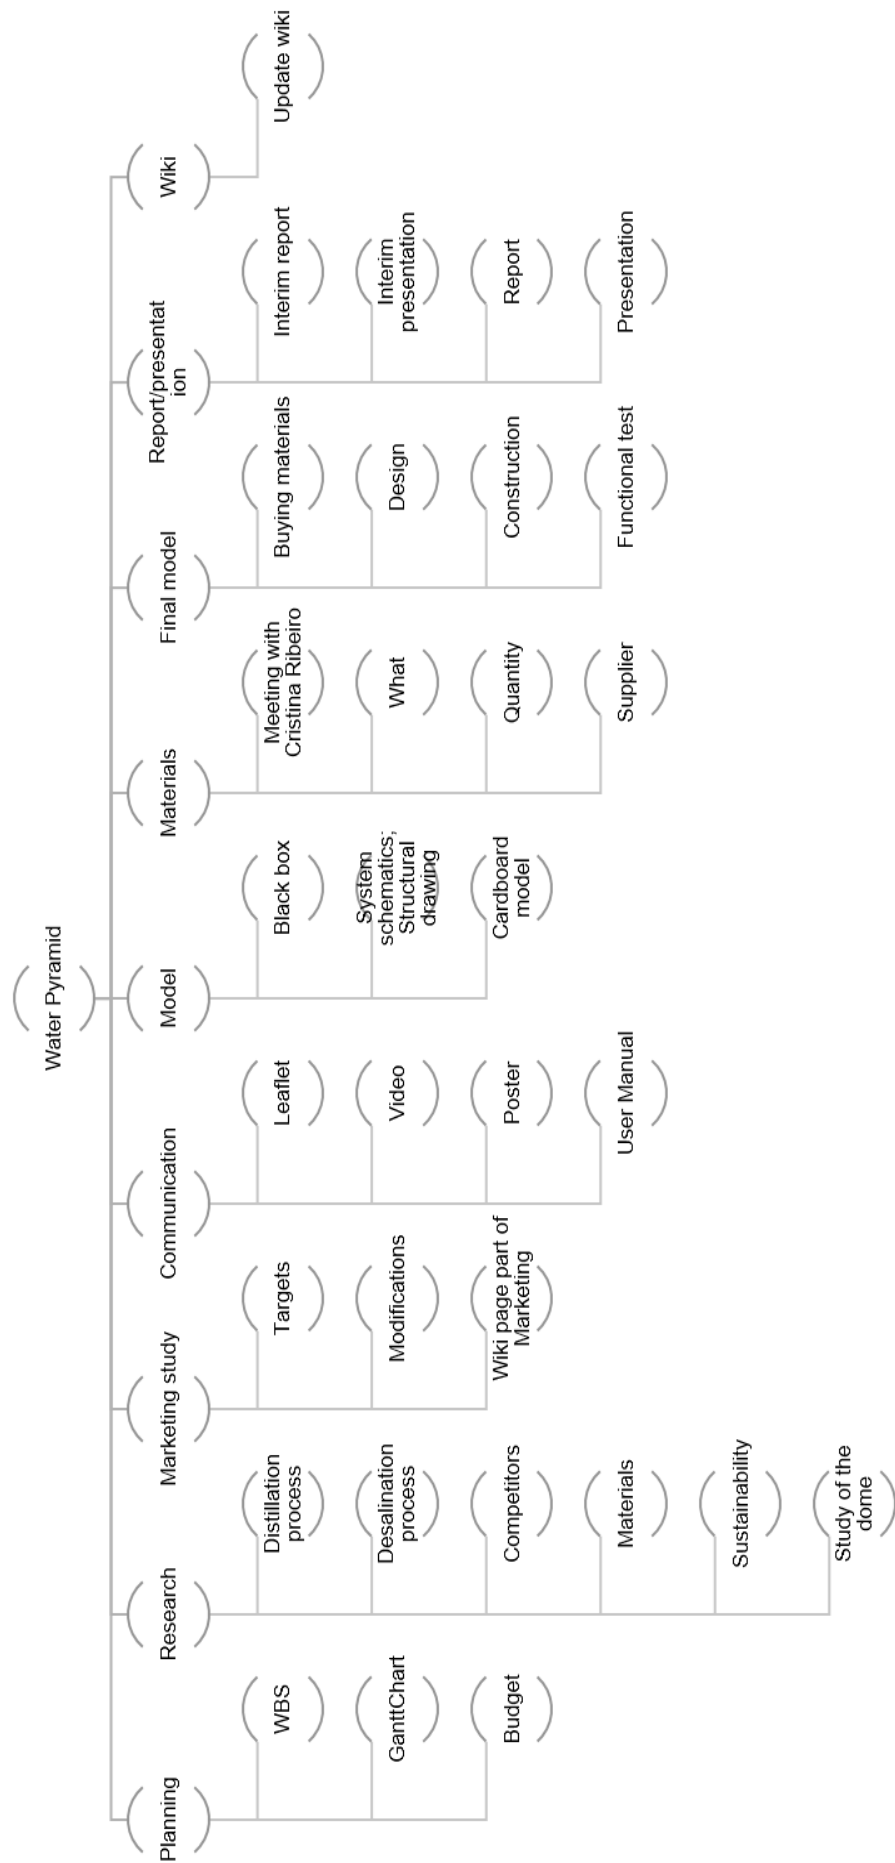 Water Pyramid
Planning
WBS
GanttChart
Budget
Research
Distillation
process
Desalination
process
Competitors
Materials
Sustainability
Study of the
dome
Marketing study
Targets
Modifications
Wiki page part of
Marketing
Communication
Leaflet
Video
Poster
User Manual
Model
Black box
System
schematics;
Structural
drawing
Cardboard
model
Materials
Meeting with
Cristina Ribeiro
What
Quantity
Supplier
Final model
Buying materials
Design
Construction
Functional test
Report/presentat
ion
Interim report
Interim
presentation
Report
Presentation
Wiki
Update wiki